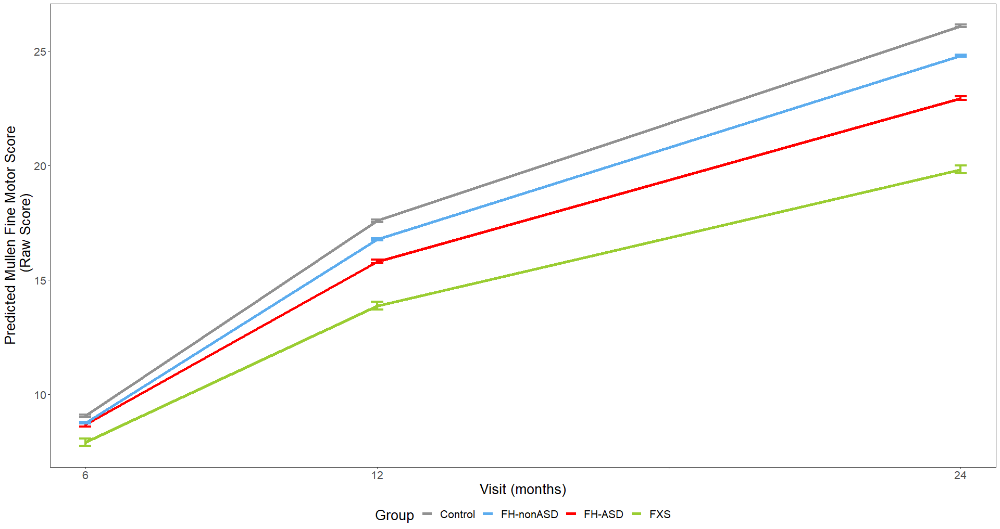 Predicted Mullen Fine Motor Score
(Raw Score)
25
20
15
10
6 12 24
Visit (months)
Group Control FH-nonASD FH-ASD FXS